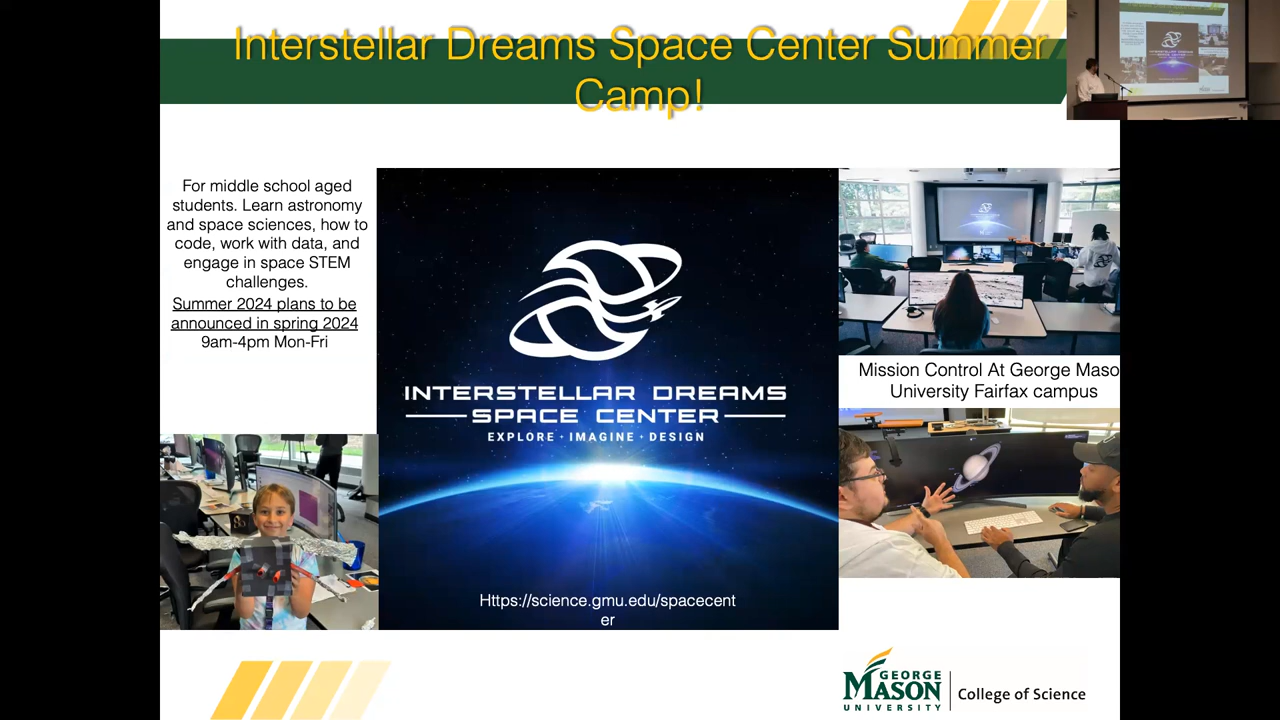 Interstellar Dreams Space Center Summer
Camp!
For middle school aged
students. Learn astronomy
and space sciences, how to
code, work with data, and
engage in space STEM
challenges.
Summer 2024 plans to be
announced in spring 2024
9am-4pm Mon-Fri
INTERSTELLAR DREAMS
SPACE CENTER
EXPLORE · IMAGINE · DESIGN
Https://science.gmu.edu/spacecent
er
Mission Control At George Maso
University Fairfax campus
GEORGE
MASON
UNIVERSITY
College of Science